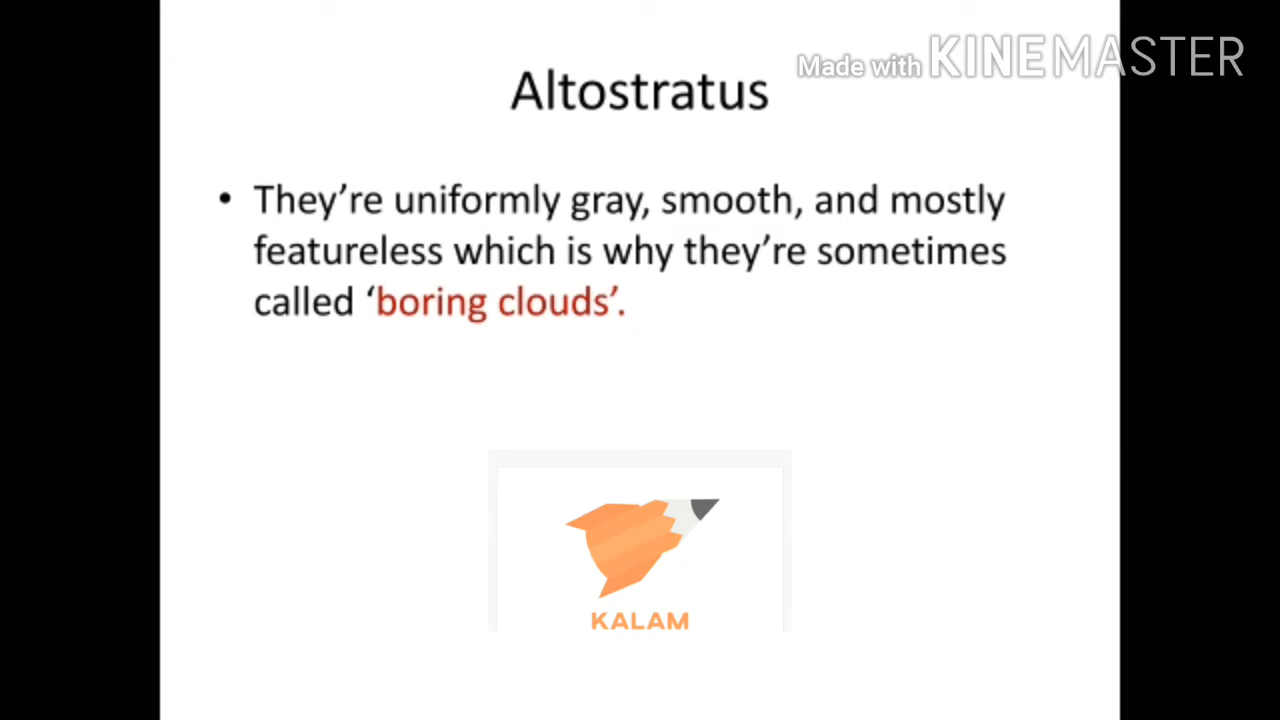 Made with KINEMASTER
Altostratus
• They’re uniformly gray, smooth, and mostly
featureless which is why they’re sometimes
called ‘boring clouds’.
KALAM